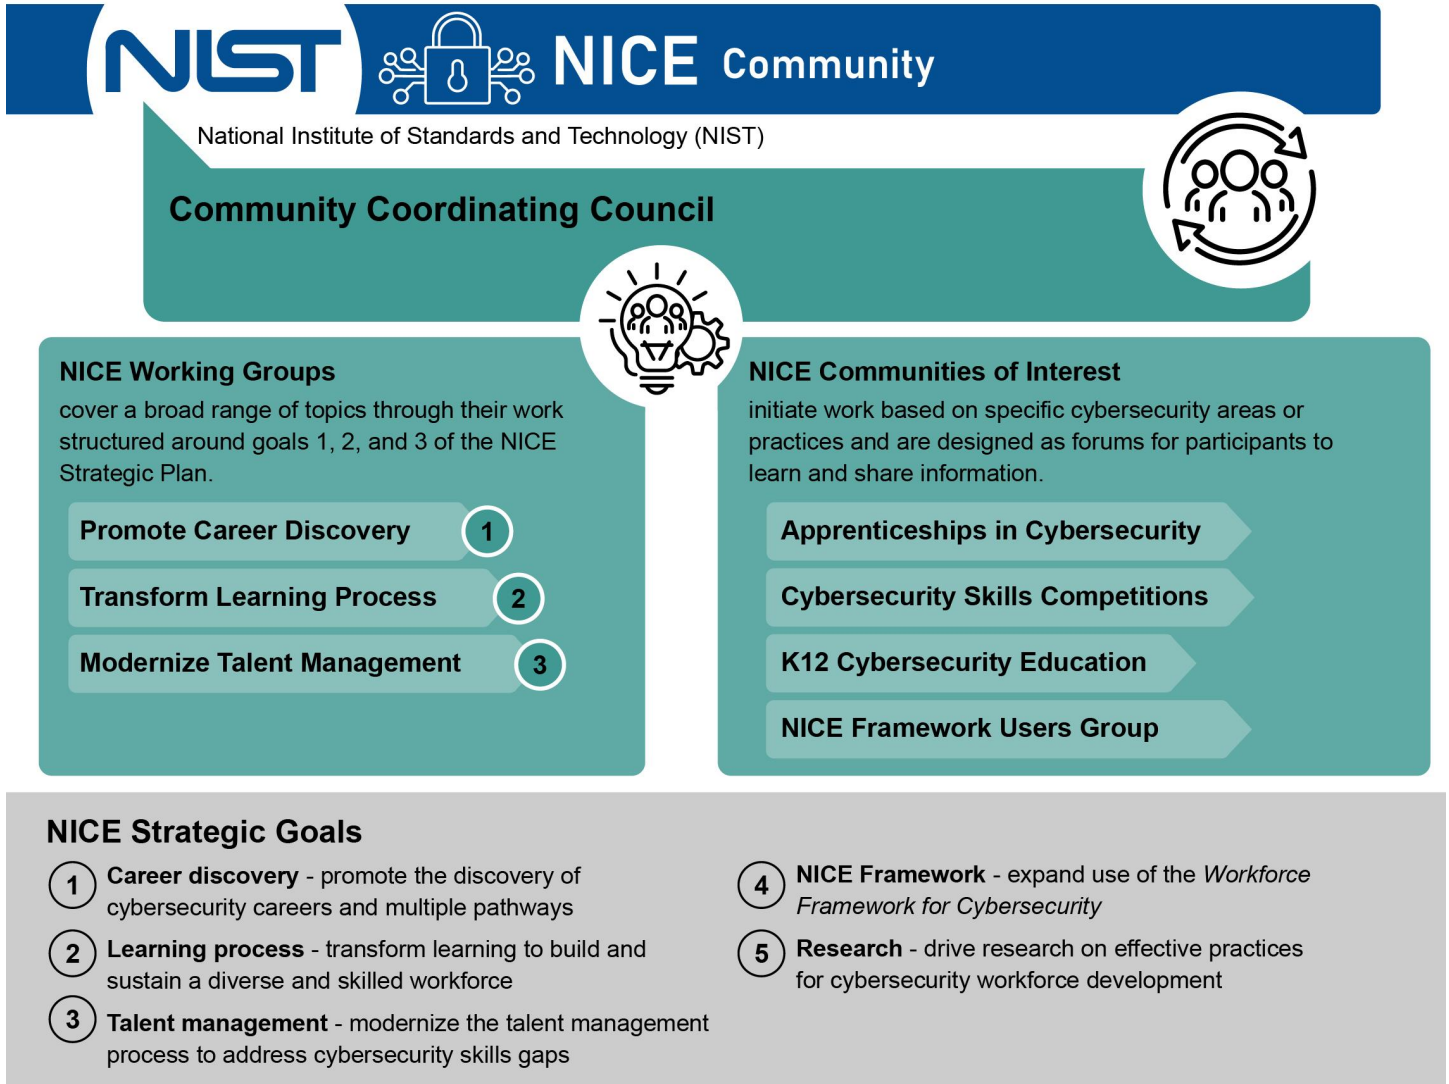 NIST NICE Community
National Institute of Standards and Technology (NIST)
Community Coordinating Council
NICE Working Groups
cover a broad range of topics through their work
structured around goals 1, 2, and 3 of the NICE
Strategic Plan.
Promote Career Discovery 1
Transform Learning Process 2
Modernize Talent Management 3
NICE Communities of Interest
initiate work based on specific cybersecurity areas or
practices and are designed as forums for participants to
learn and share information.
Apprenticeships in Cybersecurity
Cybersecurity Skills Competitions
K12 Cybersecurity Education
NICE Framework Users Group
NICE Strategic Goals
1 Career discovery - promote the discovery of
cybersecurity careers and multiple pathways
2 Learning process - transform learning to build and
sustain a diverse and skilled workforce
3 Talent management - modernize the talent management
process to address cybersecurity skills gaps
4 NICE Framework - expand use of the Workforce
Framework for Cybersecurity
5 Research - drive research on effective practices
for cybersecurity workforce development